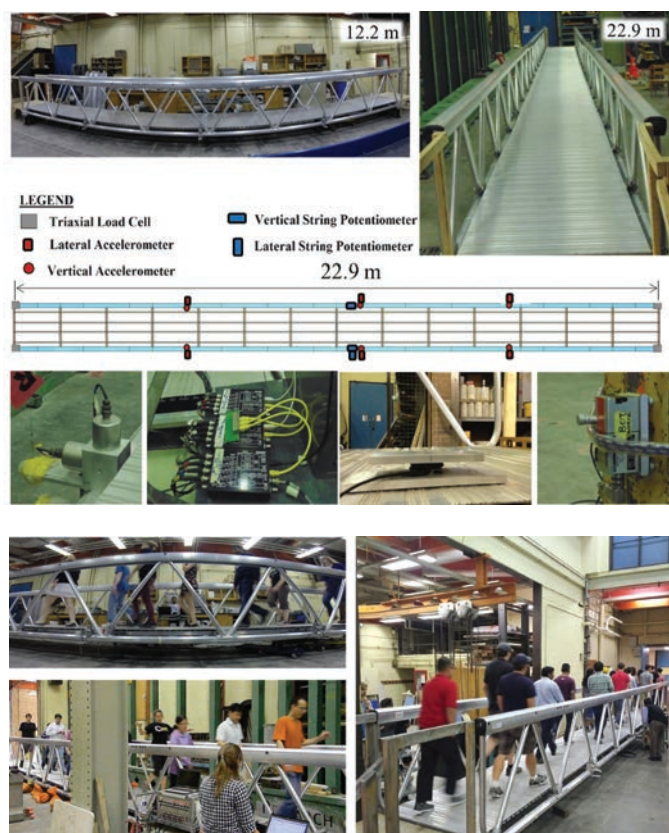 12.2 m
22.9 m
LEGEND
Triaxial Load Cell
Lateral Accelerometer
Vertical Accelerometer
Vertical String Potentiometer
Lateral String Potentiometer
22.9 m